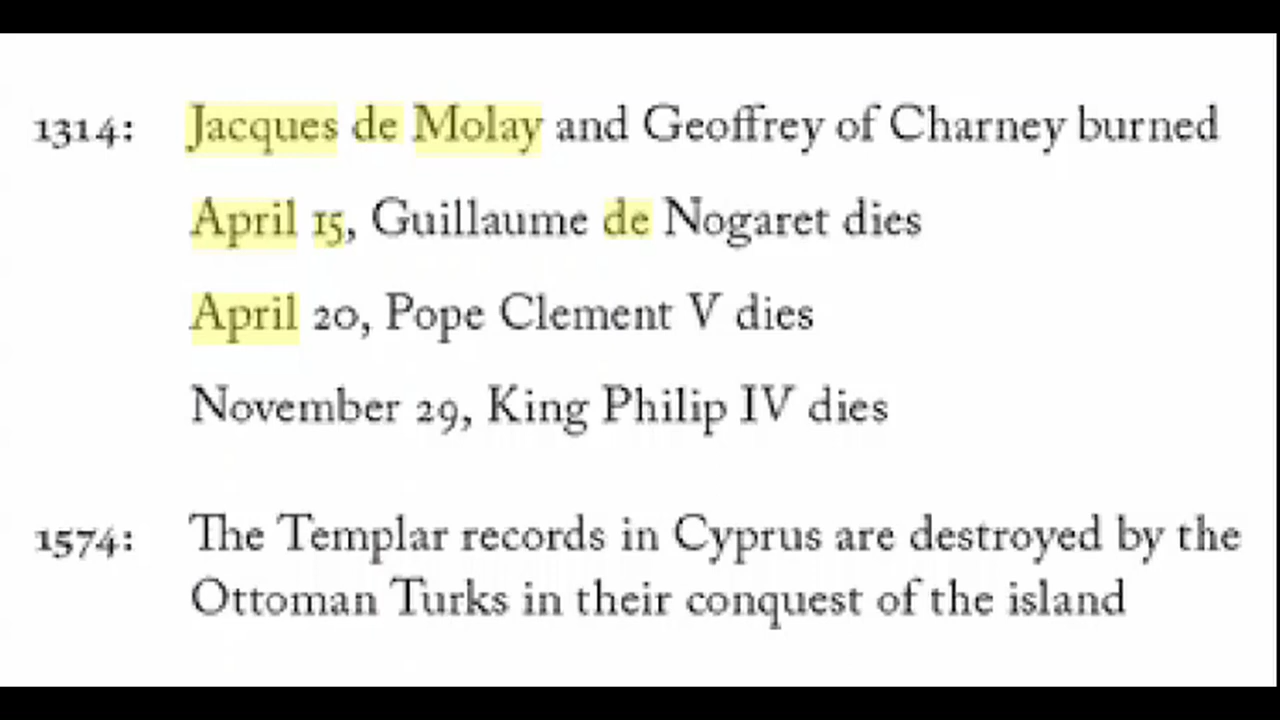 1314: Jacques de Molay and Geoffrey of Charney burned
April 15, Guillaume de Nogaret dies
April 20, Pope Clement V dies
November 29, King Philip IV dies
1574: The Templar records in Cyprus are destroyed by the
Ottoman Turks in their conquest of the island